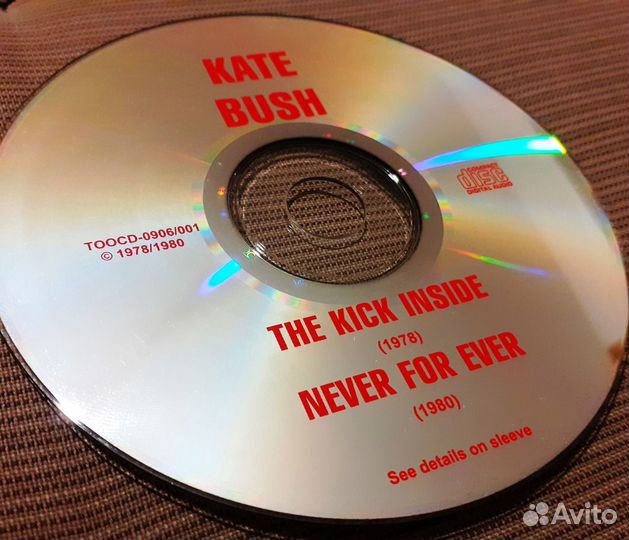 KATE
BUSH
COMPACT
disc
DIGITAL AUDIO
TOOCD-0906/001
© 1978/1980
THE KICK INSIDE
(1978)
NEVER FOR EVER
(1980)
See details on sleeve
Avito